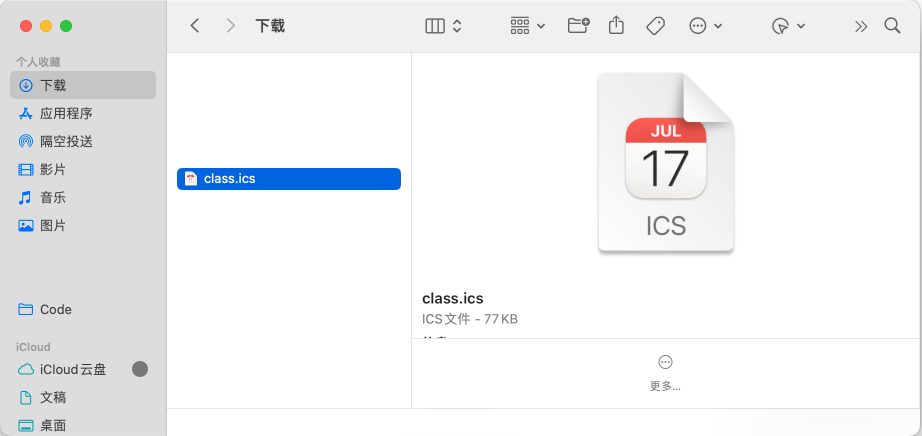 下载
个人收藏
下载
应用程序
隔空投送
影片
音乐
图片
Code
iCloud
iCloud云盘
文稿
桌面
class.ics
JUL
17
ICS
class.ics
ICS文件 - 77 KB
更多...